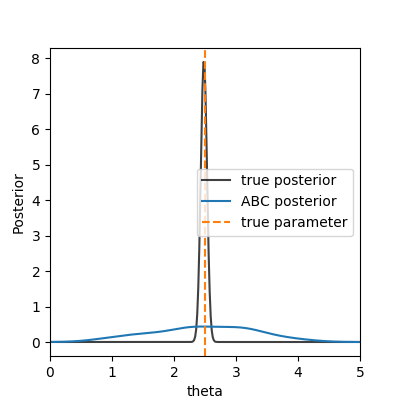 8
7
6
5
4
3
2
1
0
Posterior
true posterior
ABC posterior
true parameter
0 1 2 3 4 5
theta